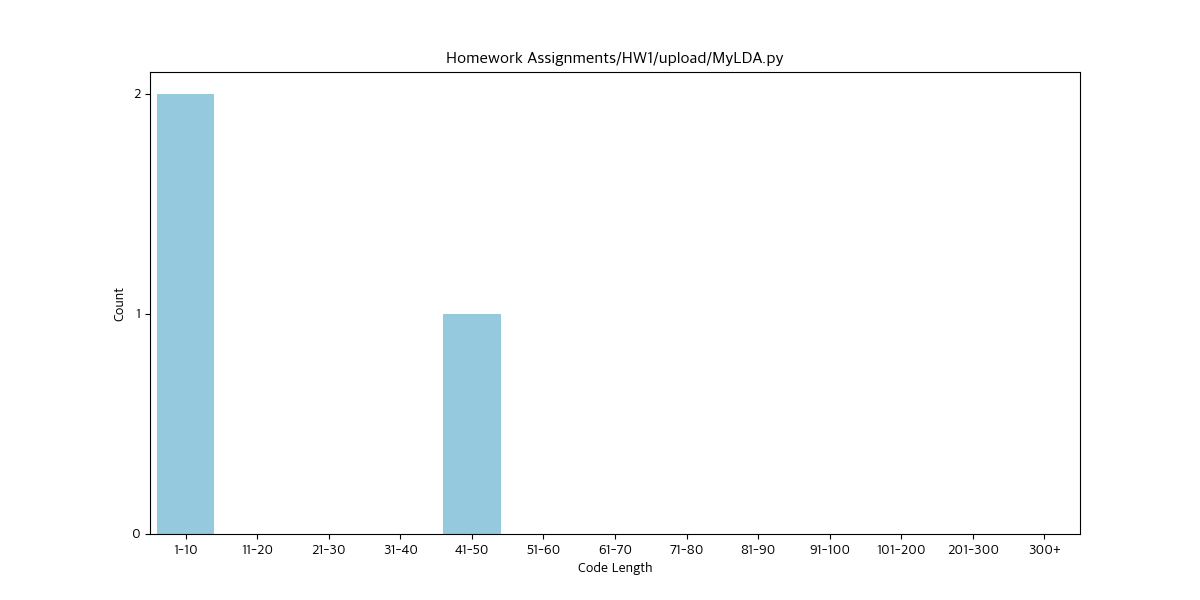 Homework Assignments/HW1/upload/MyLDA.py
2
1
0
Count
1-10 11-20 21-30 31-40 41-50 51-60 61-70 71-80 81-90 91-100 101-200 201-300 300+
Code Length